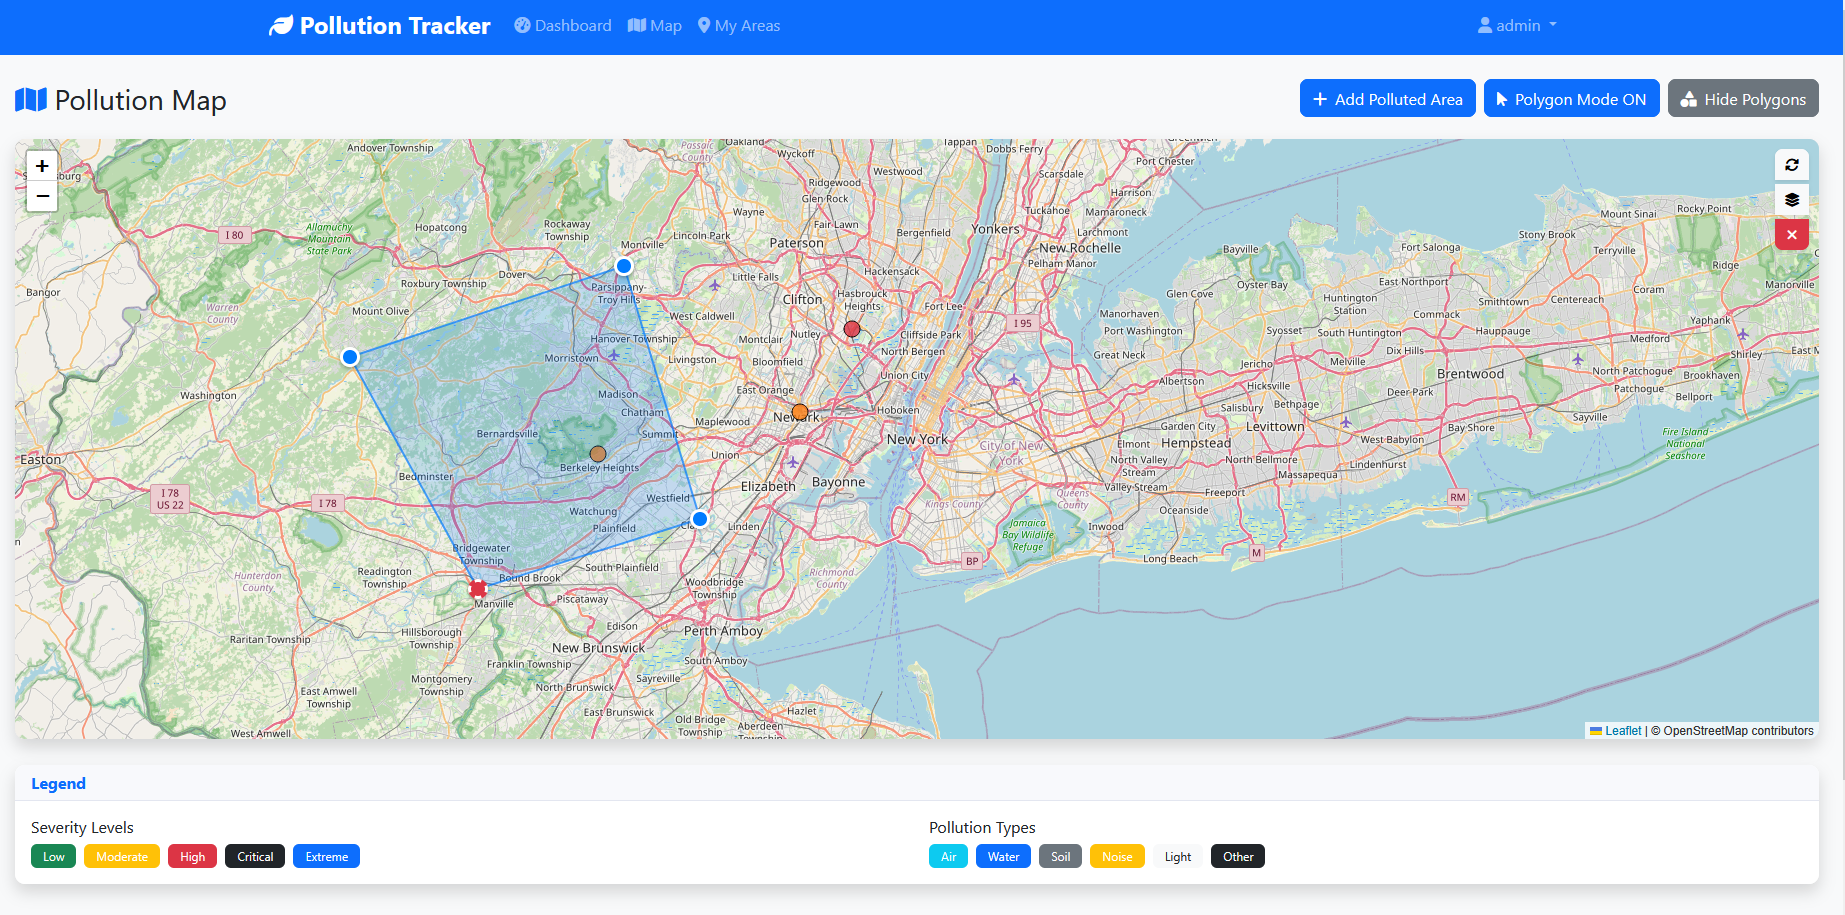 Pollution Tracker
Dashboard
Map
My Areas
admin
Pollution Map
Add Polluted Area
Polygon Mode ON
Hide Polygons
+
−
Andover Township
Passaic County
Oakland
Wyckoff
Tappan
Dobbs Ferry
Greenwich
Port Chester
Westwood
Scarsdale
Ridgewood
Glen Rock
Harrison
Hopatcong
Allamuchy Mountain State Park
Rockaway Township
Wayne
Fair Lawn
Tuckahoe
Mamaroneck
Mount Sinai
Rocky Point
I 80
Montville
Lincoln Park
Paterson
Bergenfield
Yonkers
Larchmont
New Rochelle
Pelham Manor
Bayville
Fort Salonga
Stony Brook
Terryville
Ridge
Dover
Little Falls
Hackensack
Roxbury Township
Parsippany-Troy Hills
Oyster Bay
East Northport
Centereach
Coram
Manorville
Bangor
Warren County
Mount Olive
Clifton
Hasbrouck Heights
Fort Lee
Glen Cove
Huntington Station
Smithtown
West Caldwell
Manorhaven
Commack
Yaphank
I 95
Hanover Township
Montclair
Nutley
Cliffside Park
Port Washington
Syosset
South Huntington
Hauppauge
Medford
Morristown
Livingston
Bloomfield
North Bergen
Great Neck
Jericho
Melville
Dix Hills
Ronkonkoma
Shirley
East M
Washington
Madison
East Orange
Union City
Albertson
Hicksville
Deer Park
Brentwood
North Patchogue
Brookhaven
Patchogue
Bellport
Chatham
Maplewood
Newark
Hoboken
Salisbury
Bethpage
Sayville
Bernardsville
Summit
New York
Garden City
Levittown
Bay Shore
West Babylon
Easton
Union
City of New York
Elmont
Hempstead
North Valley Stream
North Bellmore
Lindenhurst
Massapequa
Fire Island National Seashore
Bedminster
Berkeley Heights
Elizabeth
Bayonne
Valley Stream
Freeport
RM
I 78
US 22
I 78
Westfield
Kings County
Queens County
Oceanside
Watchung
Plainfield
Linden
Jamaica Bay Wildlife Refuge
Inwood
Long Beach
M
BP
Bridgewater Township
Readington Township
Hunterdon County
Bound Brook
South Plainfield
Woodbridge Township
Richmond County
Manville
Piscataway
Raritan Township
Hillsborough Township
Edison
Perth Amboy
New Brunswick
Franklin Township
South Amboy
Montgomery Township
Sayreville
East Amwell Township
North Brunswick
East Brunswick
Hazlet
Old Bridge Township
Aberdeen Township
West Amwell
Leaflet | © OpenStreetMap contributors
Legend
Severity Levels
Low
Moderate
High
Critical
Extreme
Pollution Types
Air
Water
Soil
Noise
Light
Other